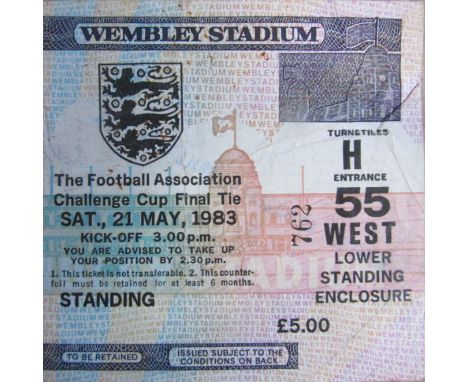 WEMBLEY STADIUM
TURNSTILES
H
ENTRANCE
55
WEST
LOWER
STANDING
ENCLOSURE
762
The Football Association
Challenge Cup Final Tie
SAT., 21 MAY, 1983
KICK-OFF 3.00 p.m.
YOU ARE ADVISED TO TAKE UP
YOUR POSITION BY 2.30 p.m.
1. This ticket is not transferable. 2. This counter-
foil must be retained for at least 6 months.
STANDING
£5.00
TO BE RETAINED
ISSUED SUBJECT TO THE
CONDITIONS ON BACK